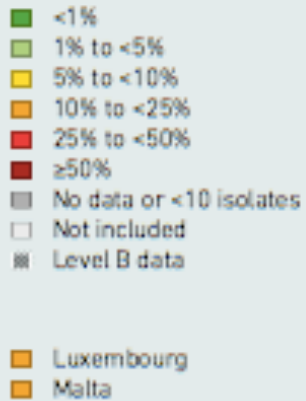 <1%
1% to <5%
5% to <10%
10% to <25%
25% to <50%
≥50%
No data or <10 isolates
Not included
Level B data
Luxembourg
Malta